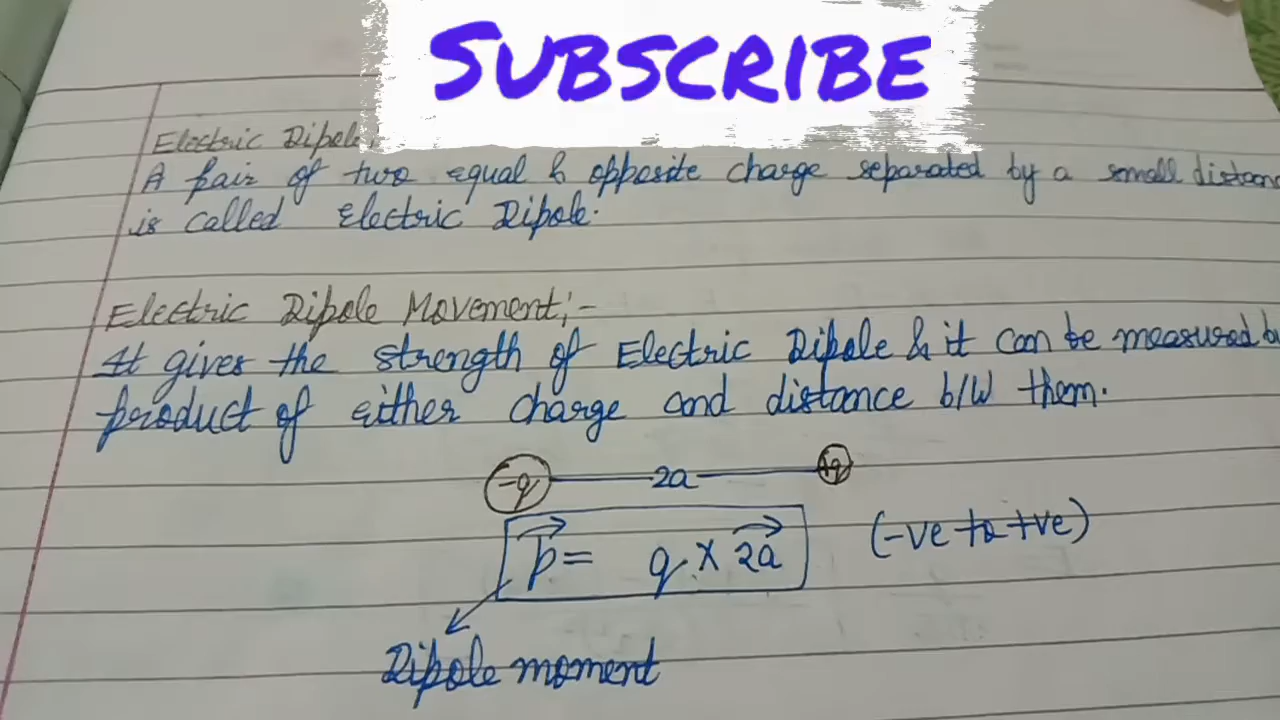 SUBSCRIBE
Electric Dipole
A pair of two equal & opposite charge separated by a small distan
is called Electric Dipole.
Electric Dipole Movement;-
It gives the strength of Electric Dipole & it can be measured
product of either charge and distance b/w them.
-q 2a +q
p = q × 2a (-ve to +ve)
Dipole moment